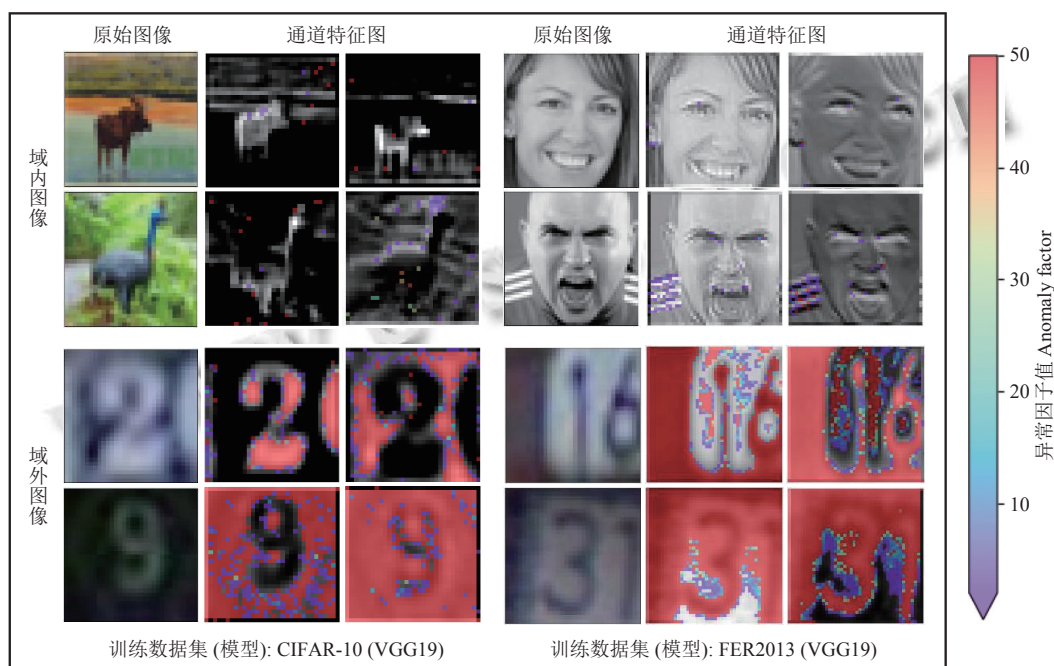 原始图像 通道特征图 原始图像 通道特征图
域内图像
域外图像
训练数据集 (模型): CIFAR-10 (VGG19) 训练数据集 (模型): FER2013 (VGG19)
50
40
30
20
10
异常因子值 Anomaly factor